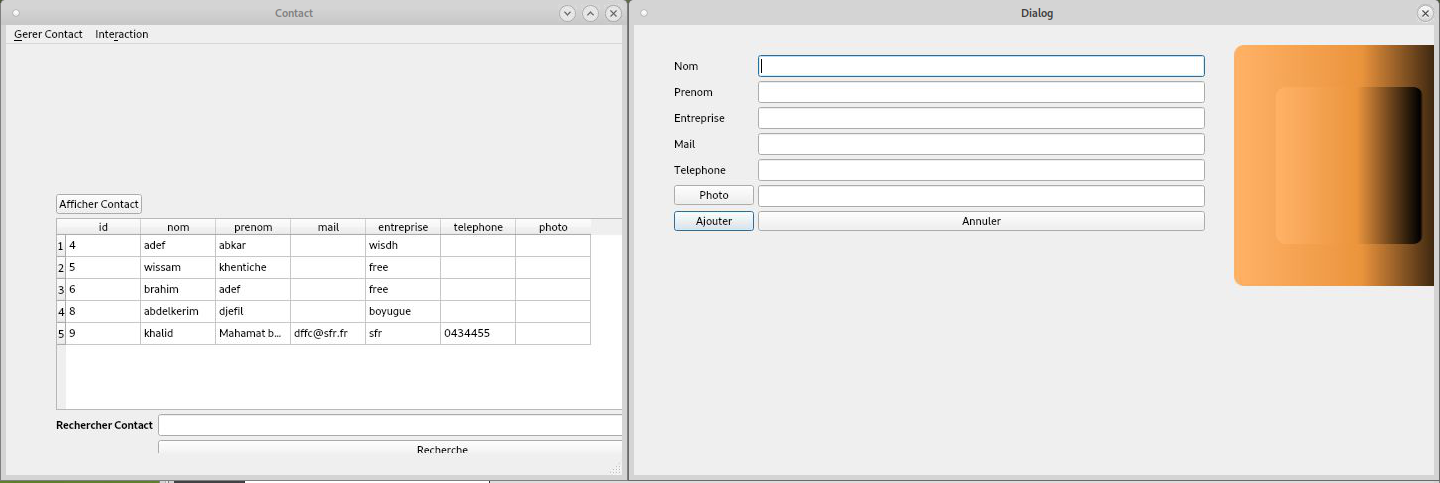 Contact
Gerer Contact Interaction
Afficher Contact
id nom prenom mail entreprise telephone photo
1 4 adef abkar wisdh
2 5 wissam khentiche free
3 6 brahim adef free
4 8 abdelkerim djefil boyugue
5 9 khalid Mahamat b... dffc@sfr.fr sfr 0434455
Rechercher Contact
Recherche
Dialog
Nom
Prenom
Entreprise
Mail
Telephone
Photo
Ajouter Annuler